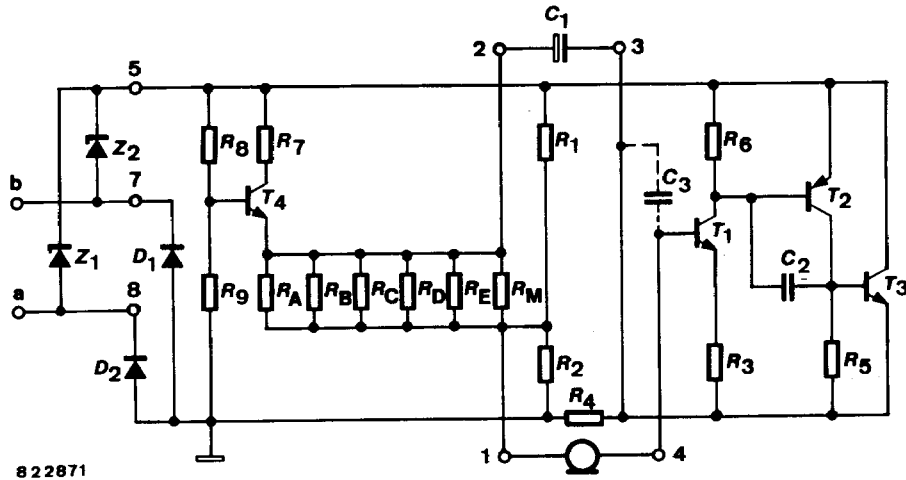 C1
2 3
5
R8 R7 R1 R6
Z2
C3
b 7
T4 T1 T2
Z1 D1
C2
a 8
R9 RA RB RC RD RE RM
T3
D2
R2 R3 R5
R4
1 4
822871